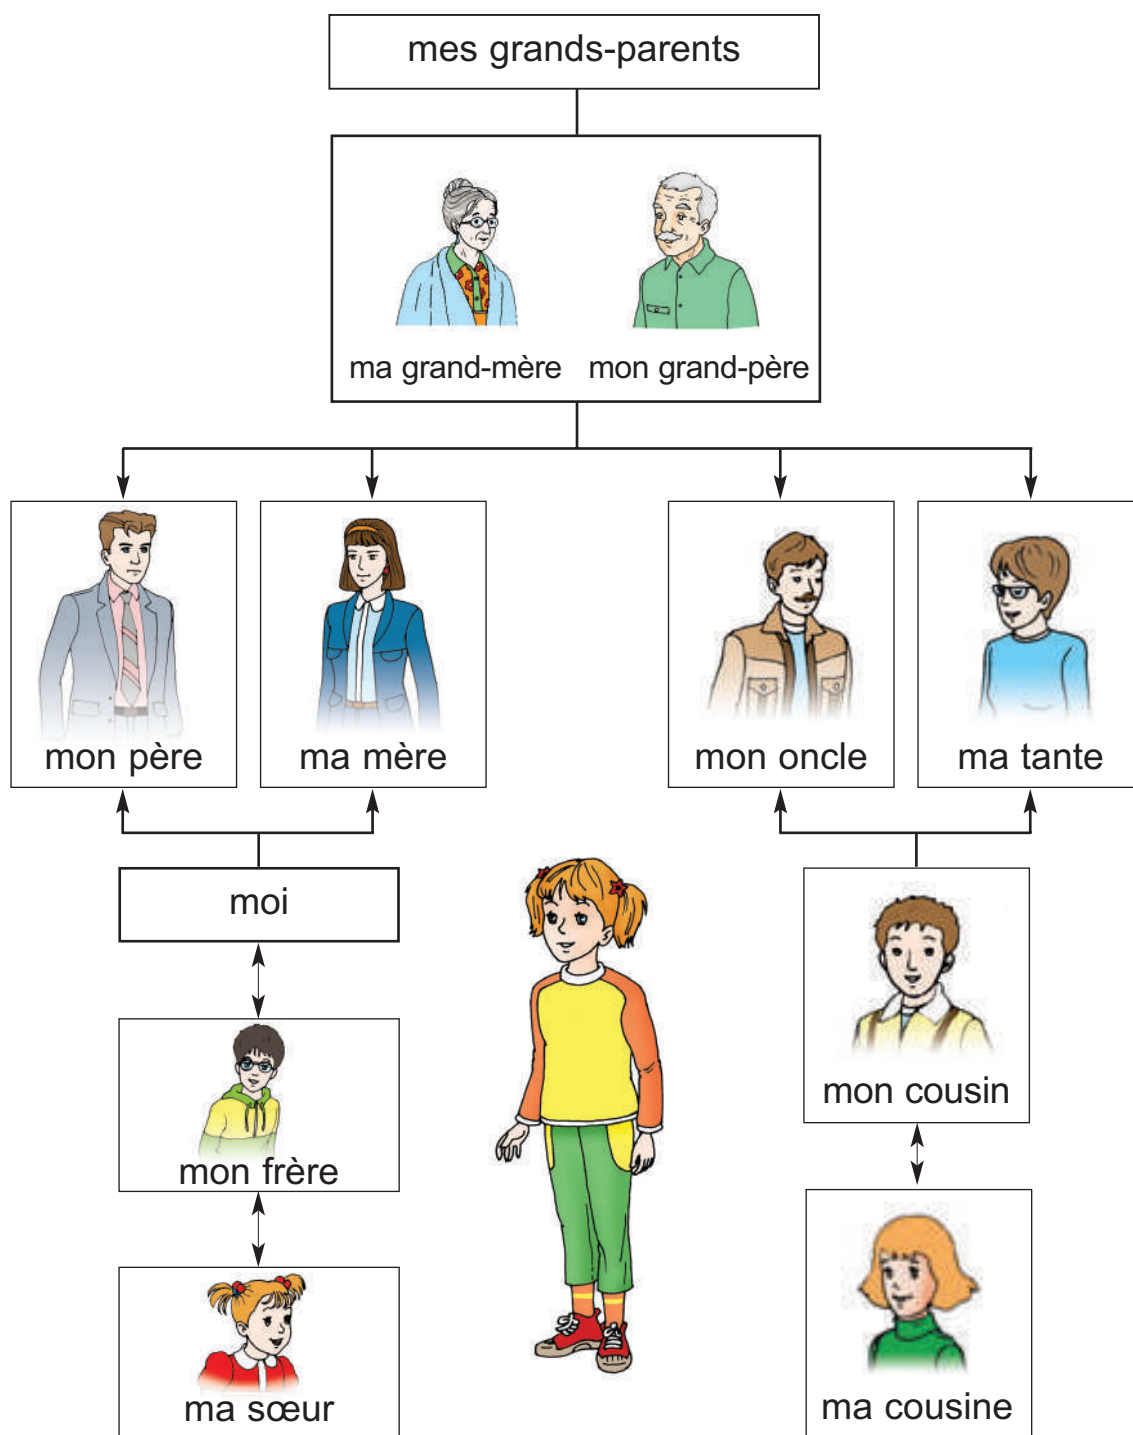 mes grands-parents
ma grand-mère
mon grand-père
mon père
ma mère
mon oncle
ma tante
moi
mon frère
mon cousin
ma sœur
ma cousine